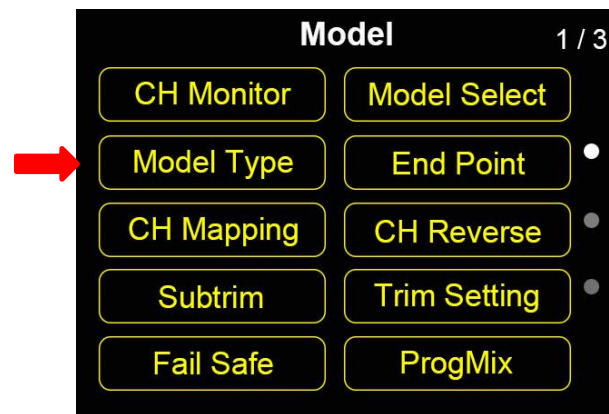 Model 1 / 3
CH Monitor Model Select
Model Type End Point
CH Mapping CH Reverse
Subtrim Trim Setting
Fail Safe ProgMix